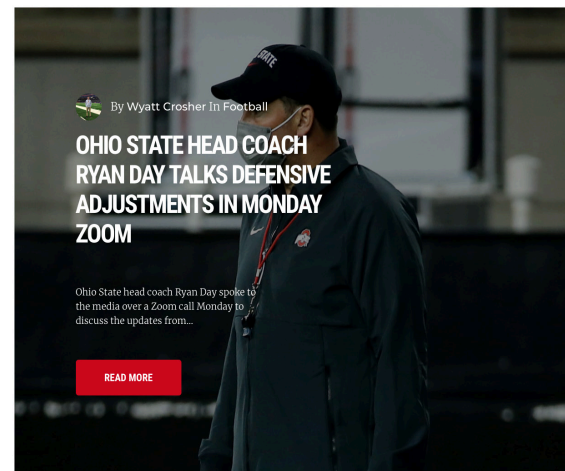 STATE
By Wyatt Crosher In Football
OHIO STATE HEAD COACH
RYAN DAY TALKS DEFENSIVE
ADJUSTMENTS IN MONDAY
ZOOM
Ohio State head coach Ryan Day spoke to
the media over a Zoom call Monday to
discuss the updates from...
READ MORE